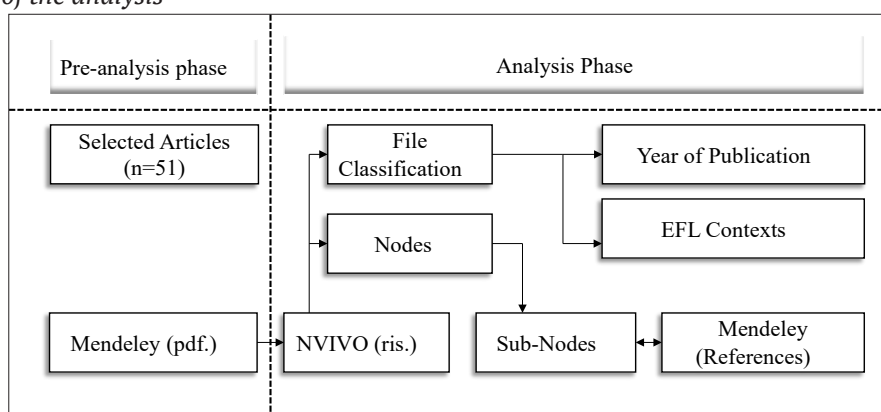 of the analysis
Pre-analysis phase
Analysis Phase
Selected Articles
(n=51)
File
Classification
Year of Publication
EFL Contexts
Nodes
Mendeley (pdf.)
NVIVO (ris.)
Sub-Nodes
Mendeley
(References)